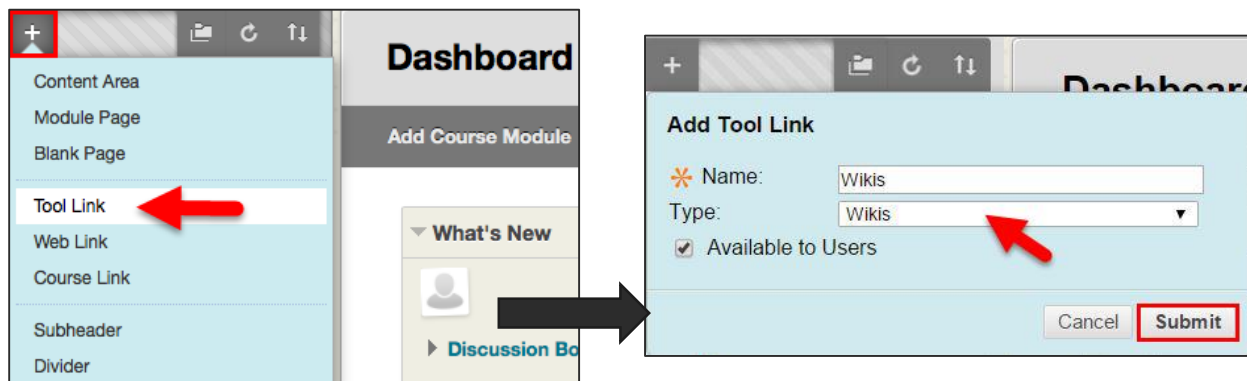 Content Area
Module Page
Blank Page
Tool Link
Web Link
Course Link
Subheader
Divider
Dashboard
Add Course Module
What's New
Discussion Bo
Dashboar
Add Tool Link
Name: Wikis
Type: Wikis
Available to Users
Cancel Submit